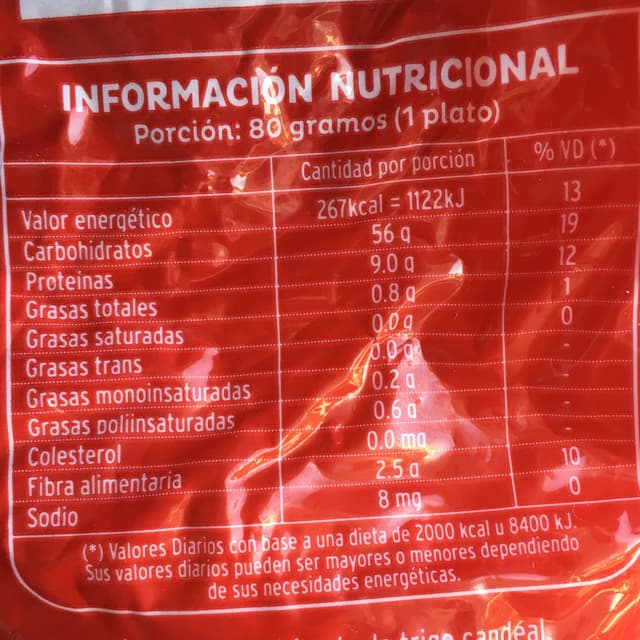 INFORMACIÓN NUTRICIONAL
Porción: 80 gramos (1 plato)
Cantidad por porción % VD (*)
Valor energético 267kcal = 1122kJ 13
Carbohidratos 56 g 19
Proteinas 9.0 g 12
Grasas totales 0.8 g 1
Grasas saturadas 0.0 g 0
Grasas trans 0.0 g -
Grasas monoinsaturadas 0.2 g -
Grasas poliinsaturadas 0.6 g -
Colesterol 0.0 mg -
Fibra alimentaria 2.5 g 10
Sodio 8 mg 0
(*) Valores Diarios con base a una dieta de 2000 kcal u 8400 kJ.
Sus valores diarios pueden ser mayores o menores dependiendo
de sus necesidades energéticas.
trigo candeal